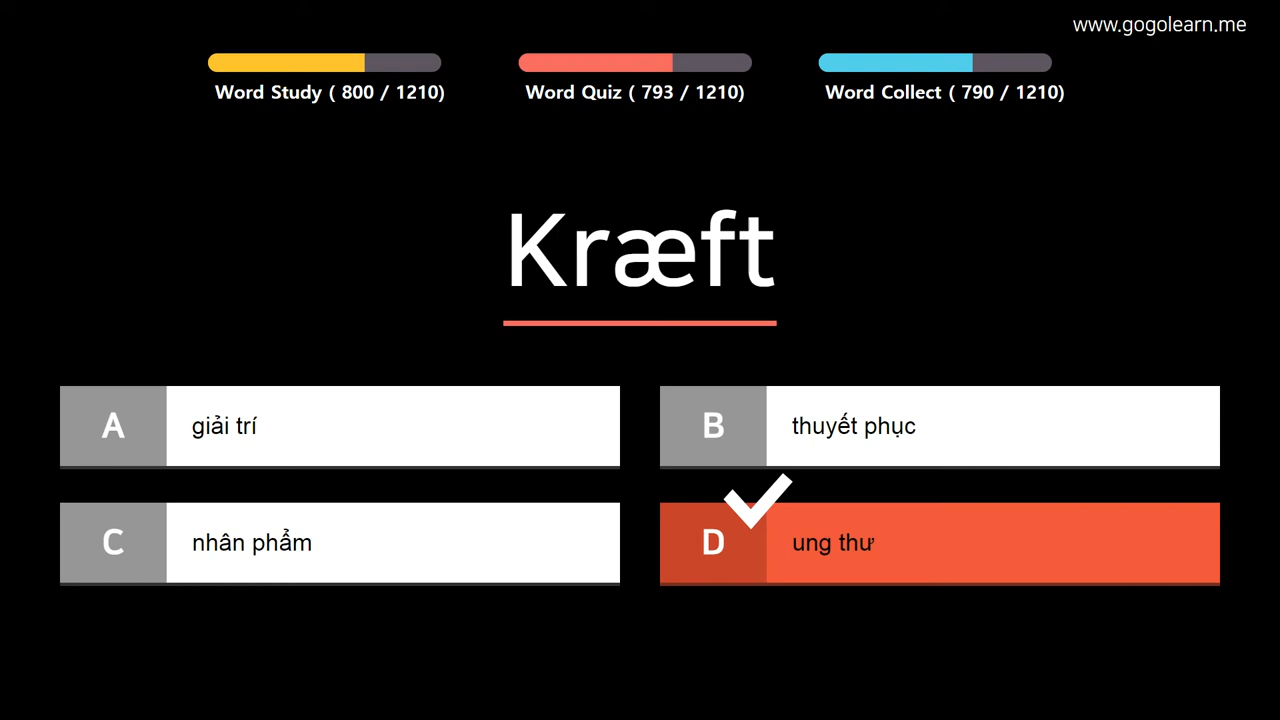 www.gogolearn.me
Word Study ( 800 / 1210)
Word Quiz ( 793 / 1210)
Word Collect ( 790 / 1210)
Kræft
A giải trí
B thuyết phục
C nhân phẩm
D ung thư